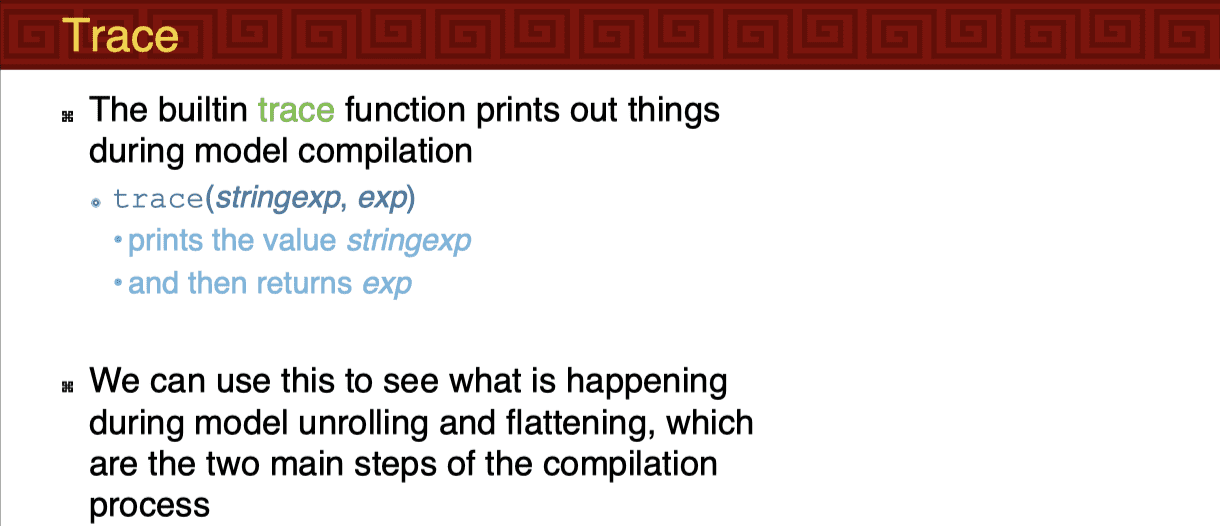 Trace
⌘ The builtin trace function prints out things
during model compilation
• trace(stringexp, exp)
• prints the value stringexp
• and then returns exp
⌘ We can use this to see what is happening
during model unrolling and flattening, which
are the two main steps of the compilation
process